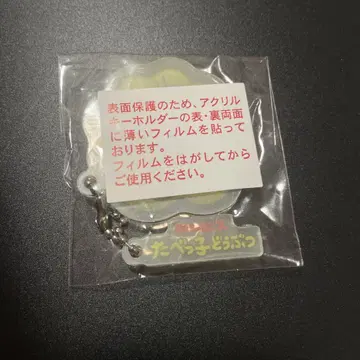 表面保護のため、アクリル
キーホルダーの表・裏両面
に薄いフィルムを貼って
おります。
フィルムをはがしてから
ご使用ください。
たべっ子どうぶつ